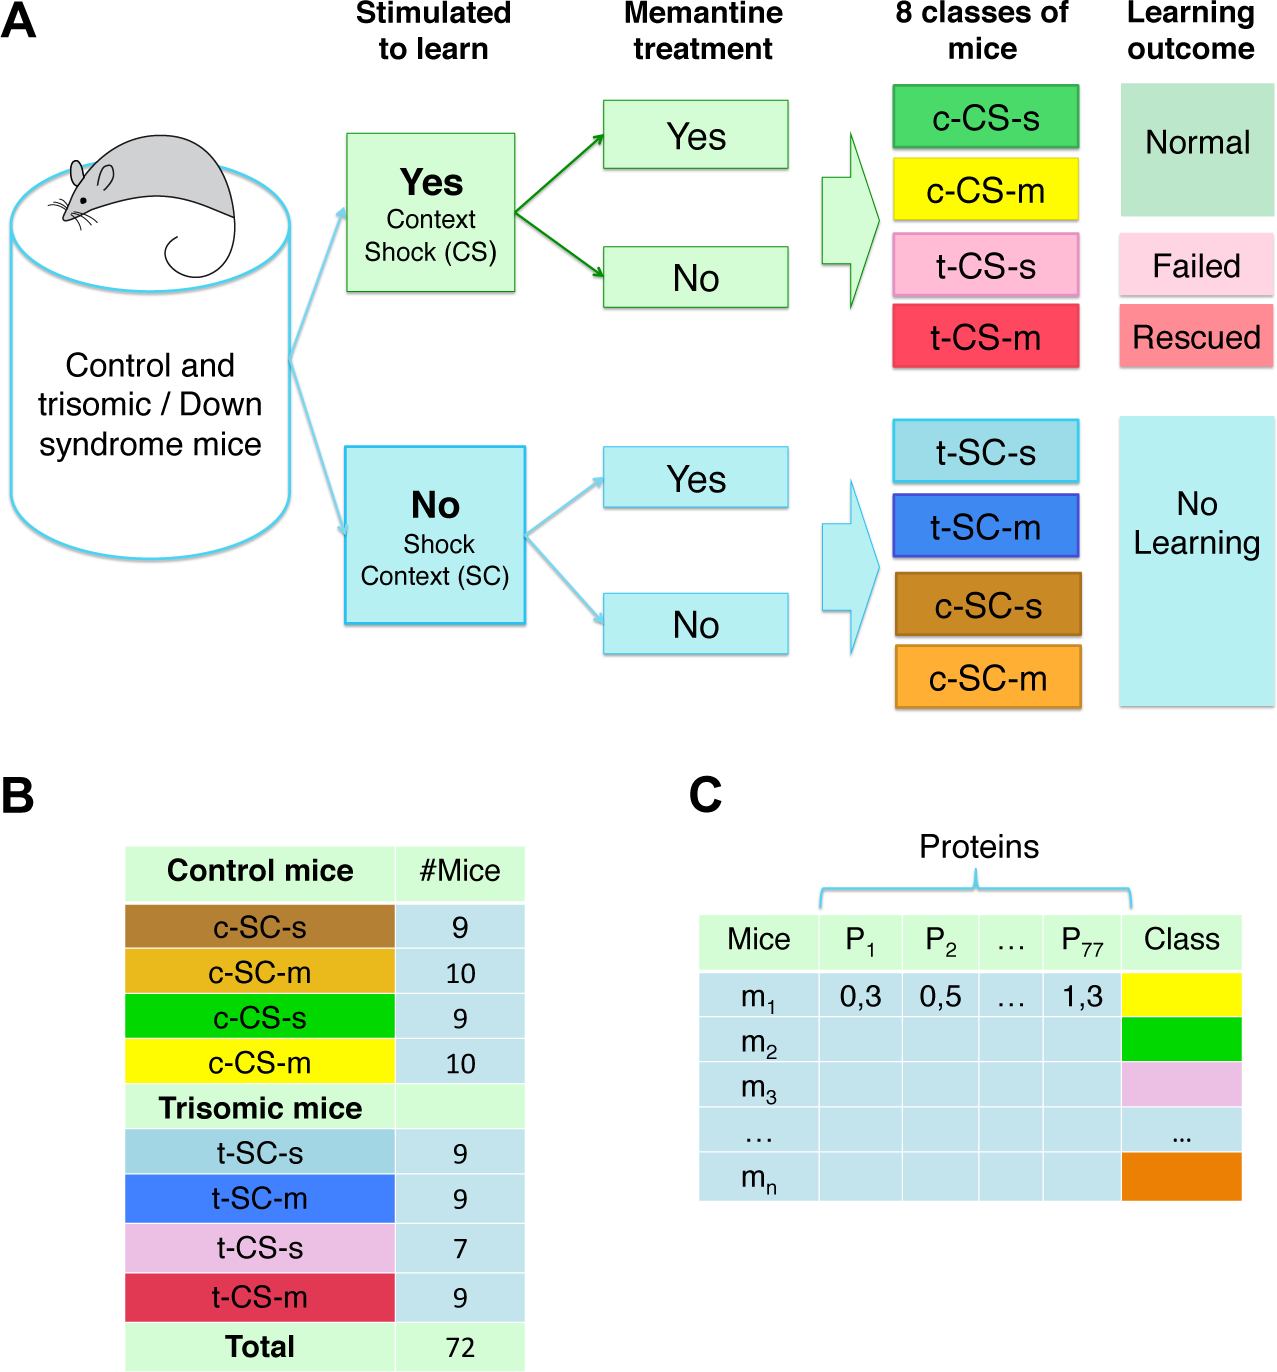 A
Stimulated
to learn
Memantine
treatment
8 classes of
mice
Learning
outcome
Control and
trisomic / Down
syndrome mice
Yes
Context
Shock (CS)
No
Shock
Context (SC)
Yes
No
Yes
No
c-CS-s
c-CS-m
t-CS-s
t-CS-m
t-SC-s
t-SC-m
c-SC-s
c-SC-m
Normal
Failed
Rescued
No
Learning
B
Control mice #Mice
c-SC-s 9
c-SC-m 10
c-CS-s 9
c-CS-m 10
Trisomic mice
t-SC-s 9
t-SC-m 9
t-CS-s 7
t-CS-m 9
Total 72
C
Proteins
Mice P1 P2 ... P77 Class
m1 0,3 0,5 ... 1,3
m2
m3
... ...
mn